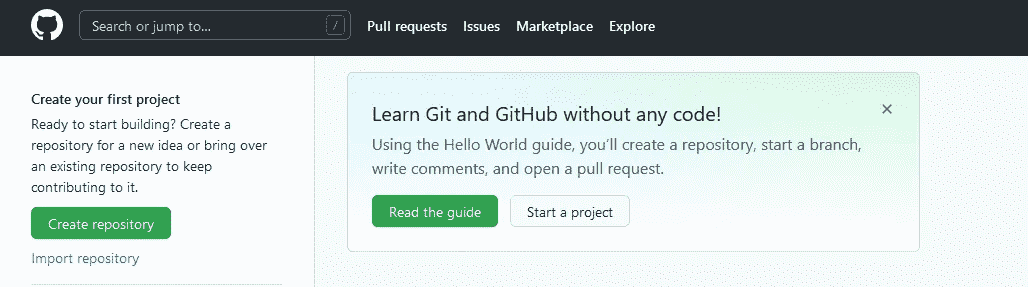 Search or jump to...
/
Pull requests
Issues
Marketplace
Explore
Create your first project
Ready to start building? Create a
repository for a new idea or bring over
an existing repository to keep
contributing to it.
Create repository
Import repository
Learn Git and GitHub without any code!
Using the Hello World guide, you’ll create a repository, start a branch,
write comments, and open a pull request.
Read the guide
Start a project